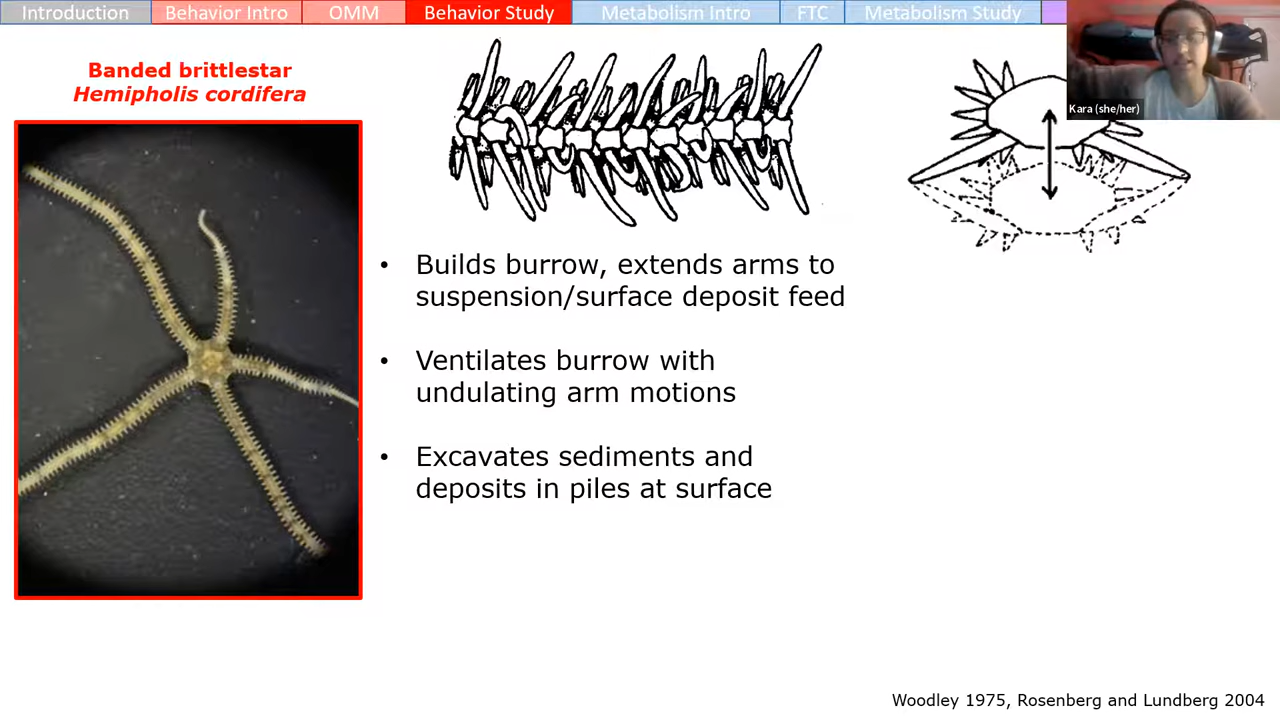 Introduction
Behavior Intro
OMM
Behavior Study
Metabolism Intro
FTC
Metabolism Study
Kara (she/her)
Banded brittlestar
Hemipholis cordifera
• Builds burrow, extends arms to
suspension/surface deposit feed
• Ventilates burrow with
undulating arm motions
• Excavates sediments and
deposits in piles at surface
Woodley 1975, Rosenberg and Lundberg 2004